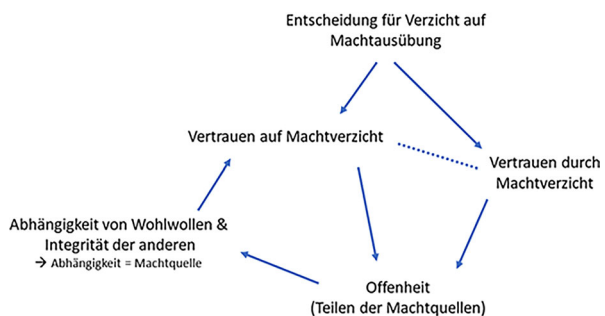 Entscheidung für Verzicht auf
Machtausübung
Vertrauen auf Machtverzicht
Vertrauen durch
Machtverzicht
Abhängigkeit von Wohlwollen &
Integrität der anderen
→ Abhängigkeit = Machtquelle
Offenheit
(Teilen der Machtquellen)